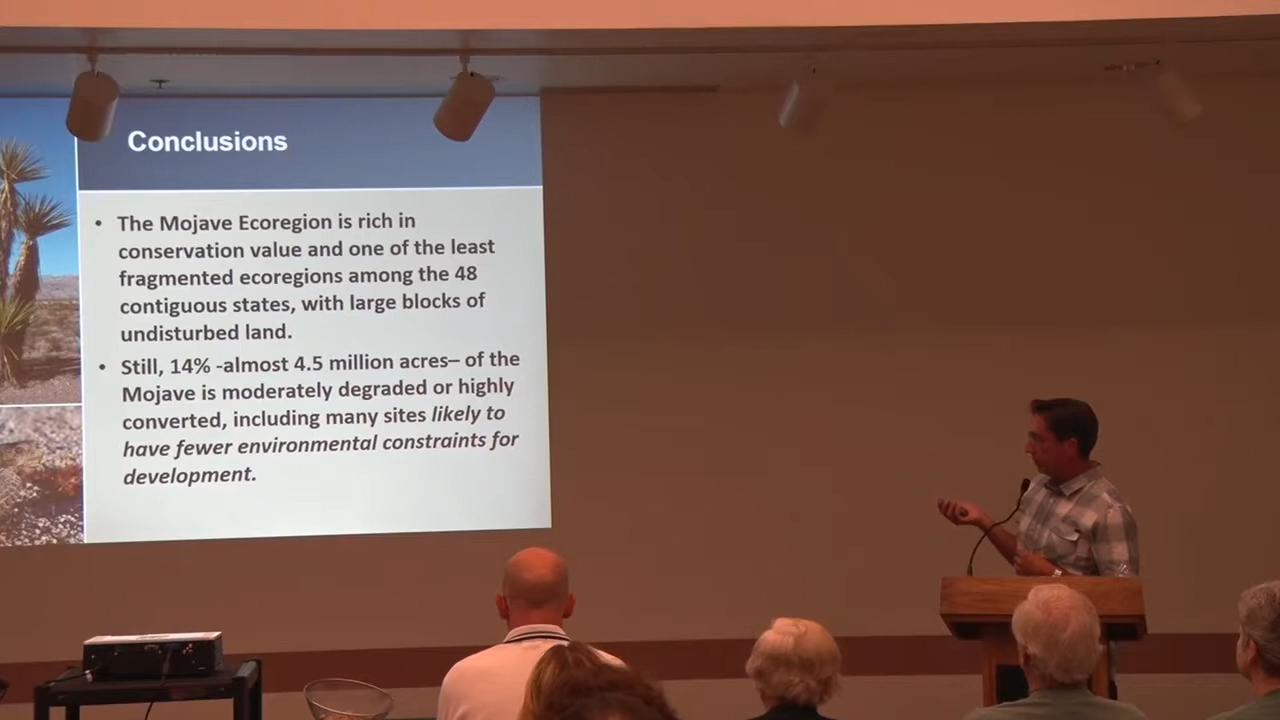 Conclusions
• The Mojave Ecoregion is rich in
conservation value and one of the least
fragmented ecoregions among the 48
contiguous states, with large blocks of
undisturbed land.
• Still, 14% -almost 4.5 million acres– of the
Mojave is moderately degraded or highly
converted, including many sites likely to
have fewer environmental constraints for
development.